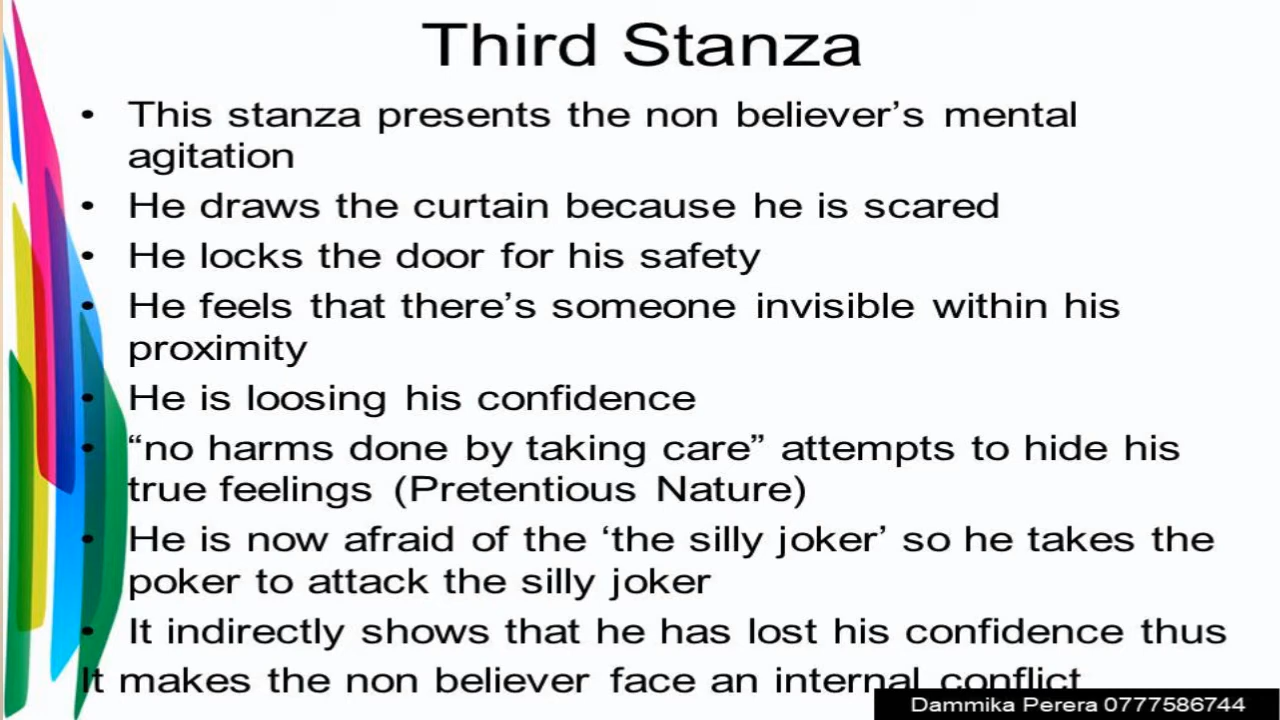 Third Stanza
• This stanza presents the non believer’s mental
agitation
• He draws the curtain because he is scared
• He locks the door for his safety
• He feels that there’s someone invisible within his
proximity
• He is loosing his confidence
• “no harms done by taking care” attempts to hide his
true feelings (Pretentious Nature)
• He is now afraid of the ‘the silly joker’ so he takes the
poker to attack the silly joker
• It indirectly shows that he has lost his confidence thus
It makes the non believer face an internal conflict
Dammika Perera 0777586744